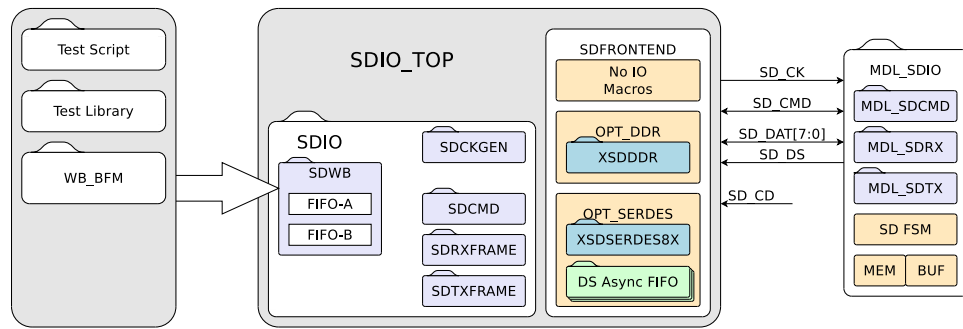 Test Script
Test Library
WB_BFM
SDIO_TOP
SDIO
SDWB
FIFO-A
FIFO-B
SDCKGEN
SDCMD
SDRXFRAME
SDTXFRAME
SDFRONTEND
No IO
Macros
OPT_DDR
XSDDDR
OPT_SERDES
XSDSERDES8X
DS Async FIFO
SD_CK
SD_CMD
SD_DAT[7:0]
SD_DS
SD_CD
MDL_SDIO
MDL_SDCMD
MDL_SDRX
MDL_SDTX
SD FSM
MEM
BUF